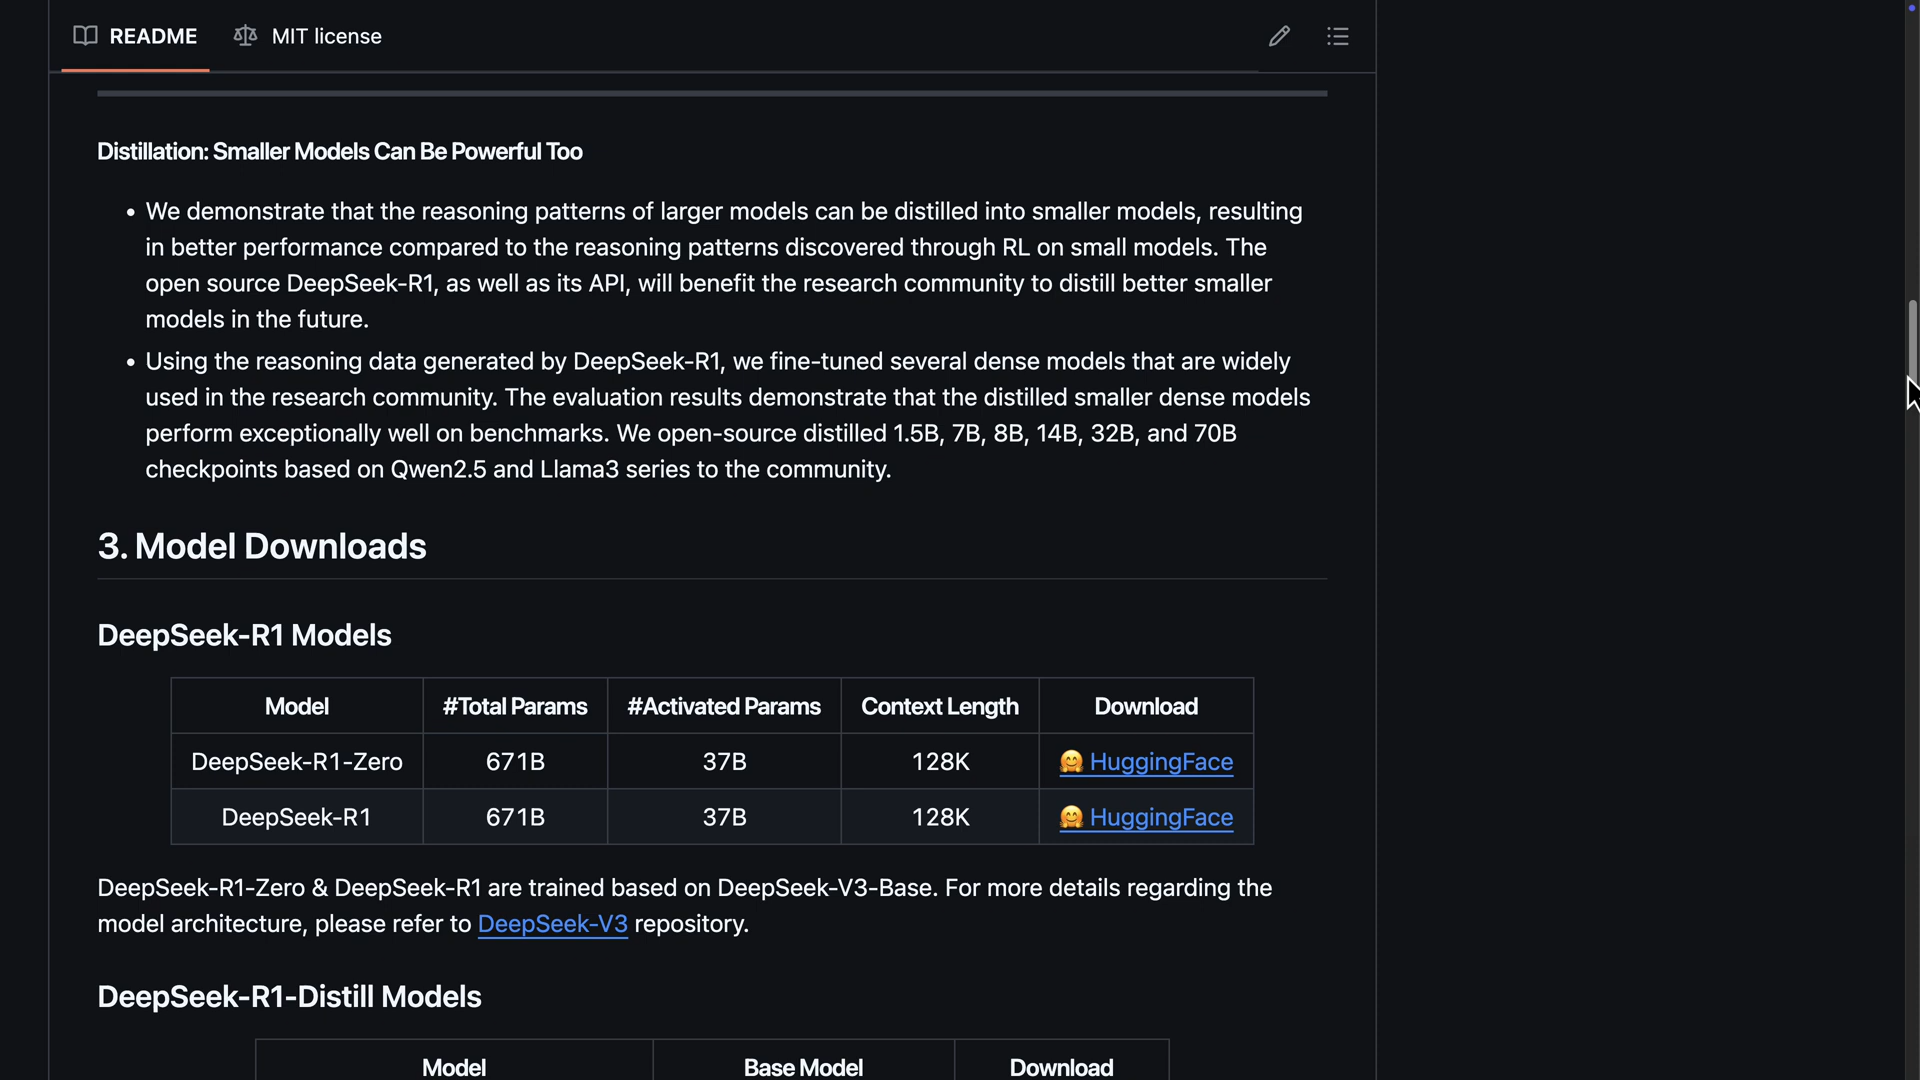 README MIT license
Distillation: Smaller Models Can Be Powerful Too
• We demonstrate that the reasoning patterns of larger models can be distilled into smaller models, resulting
in better performance compared to the reasoning patterns discovered through RL on small models. The
open source DeepSeek-R1, as well as its API, will benefit the research community to distill better smaller
models in the future.
• Using the reasoning data generated by DeepSeek-R1, we fine-tuned several dense models that are widely
used in the research community. The evaluation results demonstrate that the distilled smaller dense models
perform exceptionally well on benchmarks. We open-source distilled 1.5B, 7B, 8B, 14B, 32B, and 70B
checkpoints based on Qwen2.5 and Llama3 series to the community.
3. Model Downloads
DeepSeek-R1 Models
Model #Total Params #Activated Params Context Length Download
DeepSeek-R1-Zero 671B 37B 128K 🤗 HuggingFace
DeepSeek-R1 671B 37B 128K 🤗 HuggingFace
DeepSeek-R1-Zero & DeepSeek-R1 are trained based on DeepSeek-V3-Base. For more details regarding the
model architecture, please refer to DeepSeek-V3 repository.
DeepSeek-R1-Distill Models
Model Base Model Download